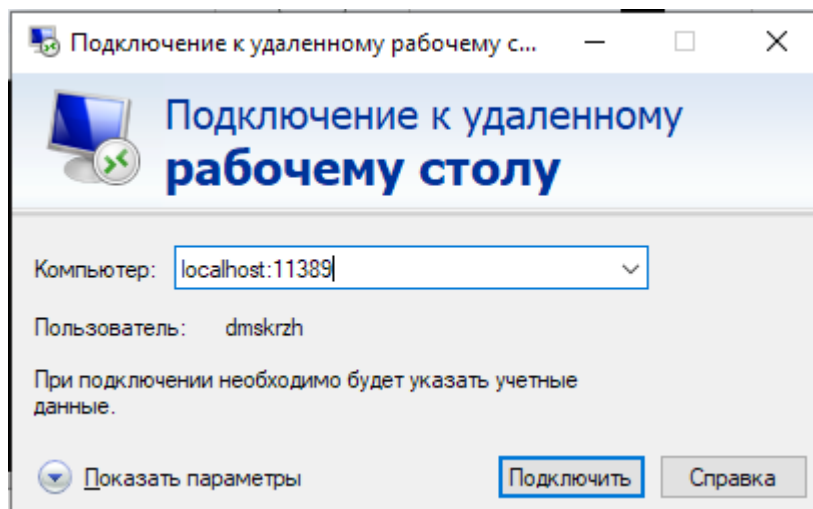 Подключение к удаленному рабочему с...
Подключение к удаленному
рабочему столу
Компьютер: localhost:11389
Пользователь: dmskrzh
При подключении необходимо будет указать учетные
данные.
Показать параметры Подключить Справка